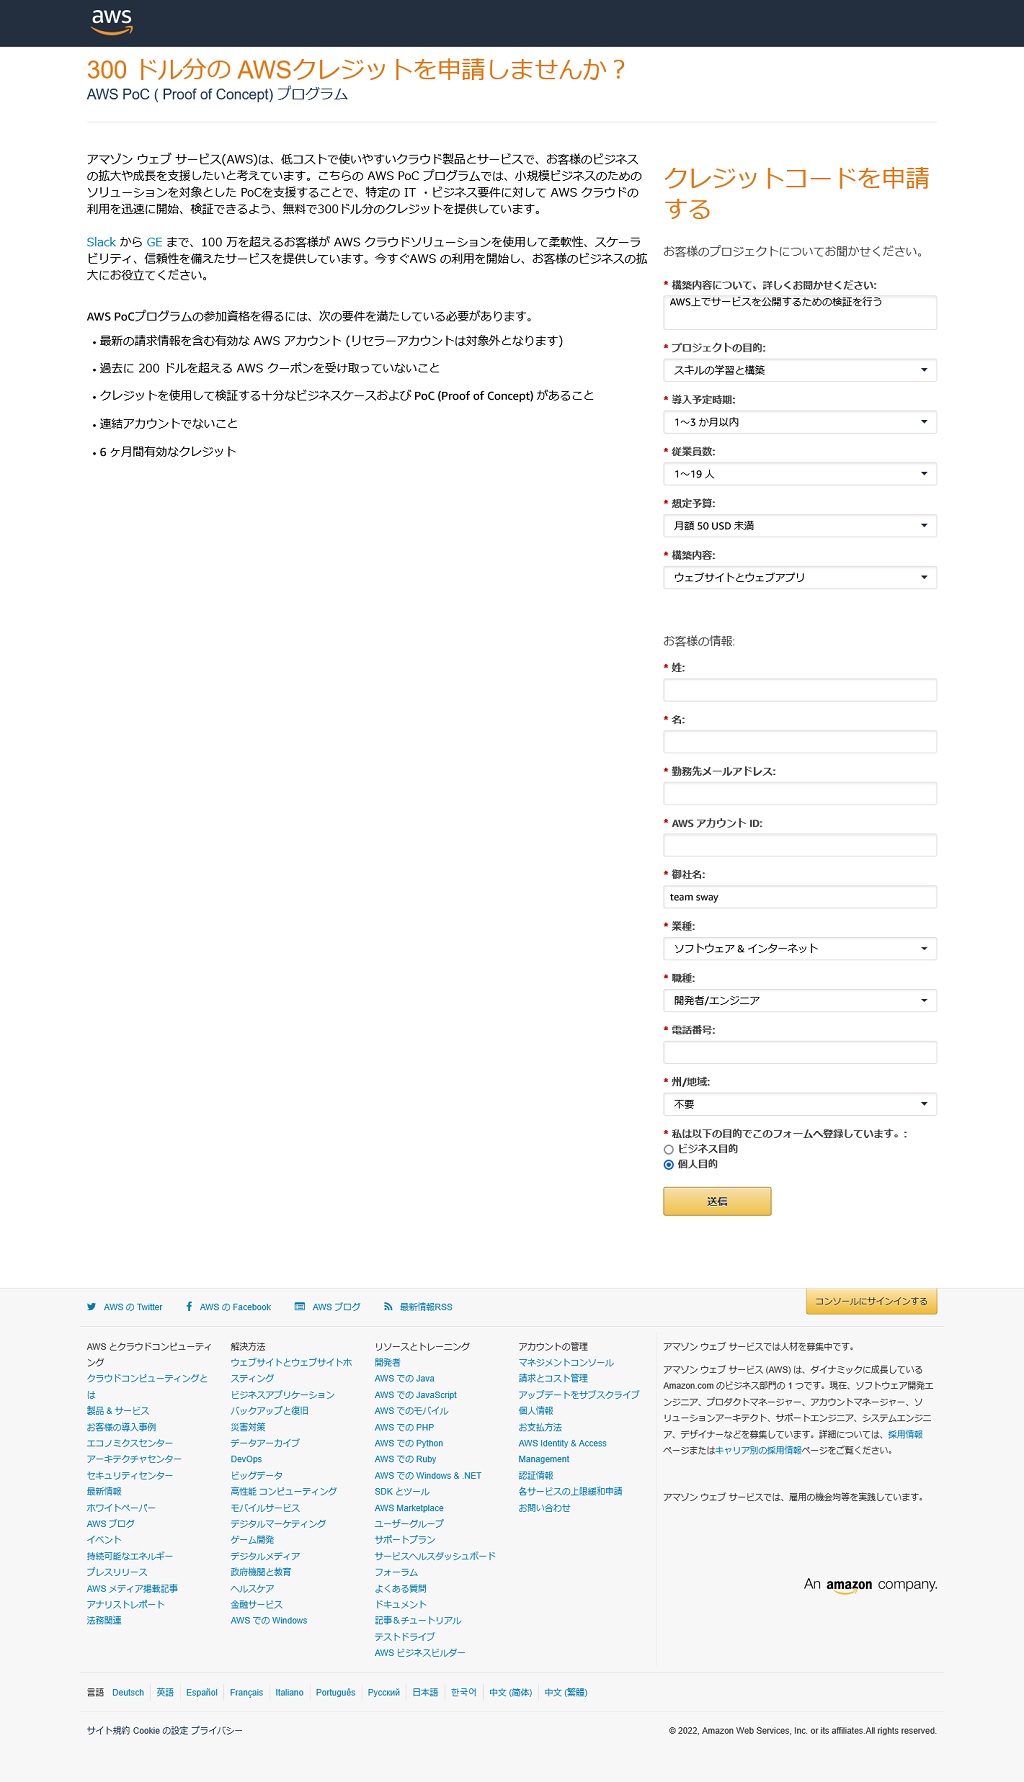 aws
300 ドル分の AWSクレジットを申請しませんか？
AWS PoC ( Proof of Concept) プログラム
アマゾン ウェブ サービス(AWS)は、低コストで使いやすいクラウド製品とサービスで、お客様のビジネス
の拡大や成長を支援したいと考えています。こちらの AWS PoC プログラムでは、小規模ビジネスのための
ソリューションを対象とした PoCを支援することで、特定の IT ・ビジネス要件に対して AWS クラウドの
利用を迅速に開始、検証できるよう、無料で300ドル分のクレジットを提供しています。
Slack から GE まで、100 万を超えるお客様が AWS クラウドソリューションを使用して柔軟性、スケーラ
ビリティ、信頼性を備えたサービスを提供しています。今すぐAWS の利用を開始し、お客様のビジネスの拡
大にお役立てください。
AWS PoCプログラムの参加資格を得るには、次の要件を満たしている必要があります。
• 最新の請求情報を含む有効な AWS アカウント (リセラーアカウントは対象外となります)
• 過去に 200 ドルを超える AWS クーポンを受け取っていないこと
• クレジットを使用して検証する十分なビジネスケースおよび PoC (Proof of Concept) があること
• 連結アカウントでないこと
• 6 ヶ月間有効なクレジット
クレジットコードを申請
する
お客様のプロジェクトについてお聞かせください。
* 構築内容について、詳しくお聞かせください:
AWS上でサービスを公開するための検証を行う
* プロジェクトの目的:
スキルの学習と構築
* 導入予定時期:
1〜3 か月以内
* 従業員数:
1〜19 人
* 想定予算:
月額 50 USD 未満
* 構築内容:
ウェブサイトとウェブアプリ
お客様の情報:
* 姓:
* 名:
* 勤務先メールアドレス:
* AWS アカウント ID:
* 御社名:
team sway
* 業種:
ソフトウェア & インターネット
* 職種:
開発者/エンジニア
* 電話番号:
* 州/地域:
不要
* 私は以下の目的でこのフォームへ登録しています。:
ビジネス目的
個人目的
送信
AWS の Twitter
AWS の Facebook
AWS ブログ
最新情報RSS
コンソールにサインインする
AWS とクラウドコンピューティ
ング
クラウドコンピューティングと
は
製品 & サービス
お客様の導入事例
エコノミクスセンター
アーキテクチャセンター
セキュリティセンター
最新情報
ホワイトペーパー
AWS ブログ
イベント
持続可能なエネルギー
プレスリリース
AWS メディア掲載記事
アナリストレポート
法務関連
解決方法
ウェブサイトとウェブサイトホ
スティング
ビジネスアプリケーション
バックアップと復旧
災害対策
データアーカイブ
DevOps
ビッグデータ
高性能 コンピューティング
モバイルサービス
デジタルマーケティング
ゲーム開発
デジタルメディア
政府機関と教育
ヘルスケア
金融サービス
AWS での Windows
リソースとトレーニング
開発者
AWS での Java
AWS での JavaScript
AWS でのモバイル
AWS での PHP
AWS での Python
AWS での Ruby
AWS での Windows & .NET
SDK とツール
AWS Marketplace
ユーザーグループ
サポートプラン
サービスヘルスダッシュボード
フォーラム
よくある質問
ドキュメント
記事＆チュートリアル
テストドライブ
AWS ビジネスビルダー
アカウントの管理
マネジメントコンソール
請求とコスト管理
アップデートをサブスクライブ
個人情報
お支払方法
AWS Identity & Access
Management
認証情報
各サービスの上限緩和申請
お問い合わせ
アマゾン ウェブ サービスでは人材を募集中です。
アマゾン ウェブ サービス (AWS) は、ダイナミックに成長している
Amazon.com のビジネス部門の 1 つです。現在、ソフトウェア開発エ
ンジニア、プロダクトマネージャー、アカウントマネージャー、ソ
リューションアーキテクト、サポートエンジニア、システムエンジニ
ア、デザイナーなどを募集しています。詳細については、採用情報
ページまたはキャリア別の採用情報ページをご覧ください。
アマゾン ウェブ サービスでは、雇用の機会均等を実践しています。
An amazon company.
言語 Deutsch 英語 Español Français Italiano Português Русский 日本語 한국어 中文 (简体) 中文 (繁體)
サイト規約 Cookie の設定 プライバシー
© 2022, Amazon Web Services, Inc. or its affiliates.All rights reserved.